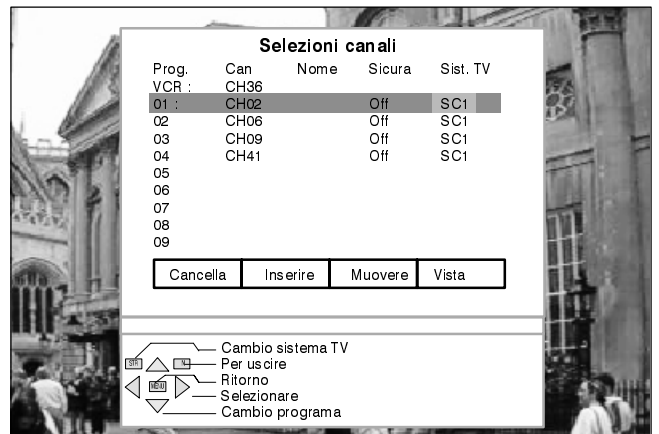 Selezioni canali
Prog. Can Nome Sicura Sist. TV
VCR : CH36
01 : CH02 Off SC1
02 CH06 Off SC1
03 CH09 Off SC1
04 CH41 Off SC1
05
06
07
08
09
Cancella Inserire Muovere Vista
Cambio sistema TV
STR N Per uscire
MENU Ritorno
Selezionare
Cambio programa